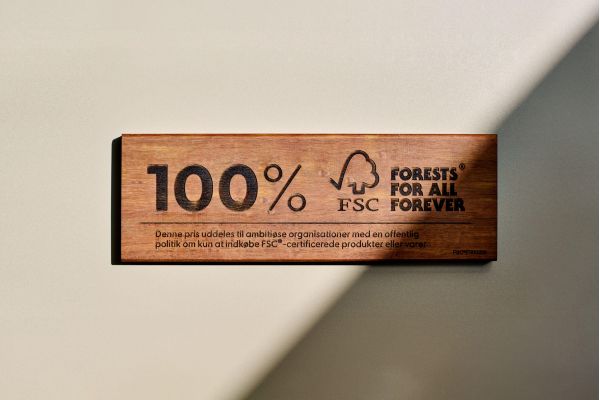 100%
FSC
FORESTS®
FOR ALL
FOREVER
Denne pris uddeles til ambitiøse organisationer med en offentlig
politik om kun at indkøbe FSC®-certificerede produkter eller varer